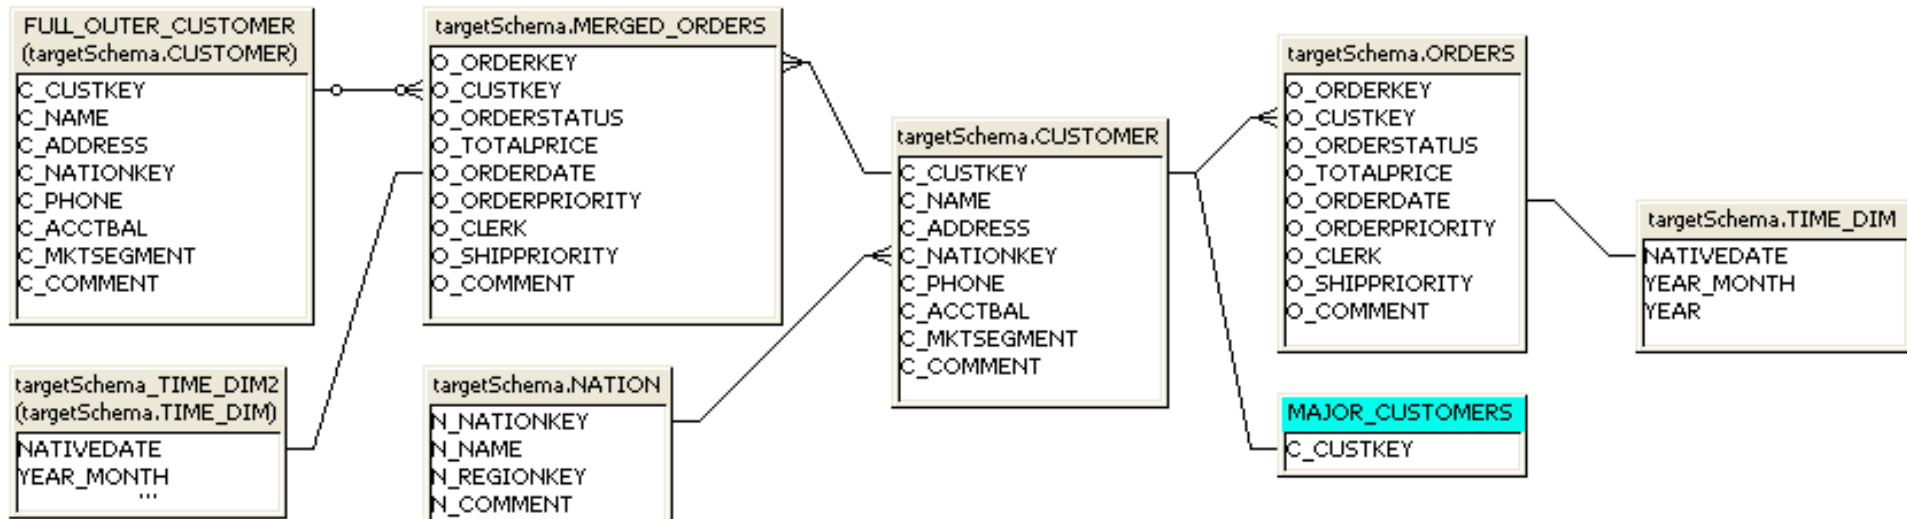 FULL_OUTER_CUSTOMER
(targetSchema.CUSTOMER)
C_CUSTKEY
C_NAME
C_ADDRESS
C_NATIONKEY
C_PHONE
C_ACCTBAL
C_MKTSEGMENT
C_COMMENT
targetSchema_TIME_DIM2
(targetSchema.TIME_DIM)
NATIVEDATE
YEAR_MONTH
...
targetSchema.MERGED_ORDERS
O_ORDERKEY
O_CUSTKEY
O_ORDERSTATUS
O_TOTALPRICE
O_ORDERDATE
O_ORDERPRIORITY
O_CLERK
O_SHIPPRIORITY
O_COMMENT
targetSchema.NATION
N_NATIONKEY
N_NAME
N_REGIONKEY
N_COMMENT
targetSchema.CUSTOMER
C_CUSTKEY
C_NAME
C_ADDRESS
C_NATIONKEY
C_PHONE
C_ACCTBAL
C_MKTSEGMENT
C_COMMENT
targetSchema.ORDERS
O_ORDERKEY
O_CUSTKEY
O_ORDERSTATUS
O_TOTALPRICE
O_ORDERDATE
O_ORDERPRIORITY
O_CLERK
O_SHIPPRIORITY
O_COMMENT
MAJOR_CUSTOMERS
C_CUSTKEY
targetSchema.TIME_DIM
NATIVEDATE
YEAR_MONTH
YEAR